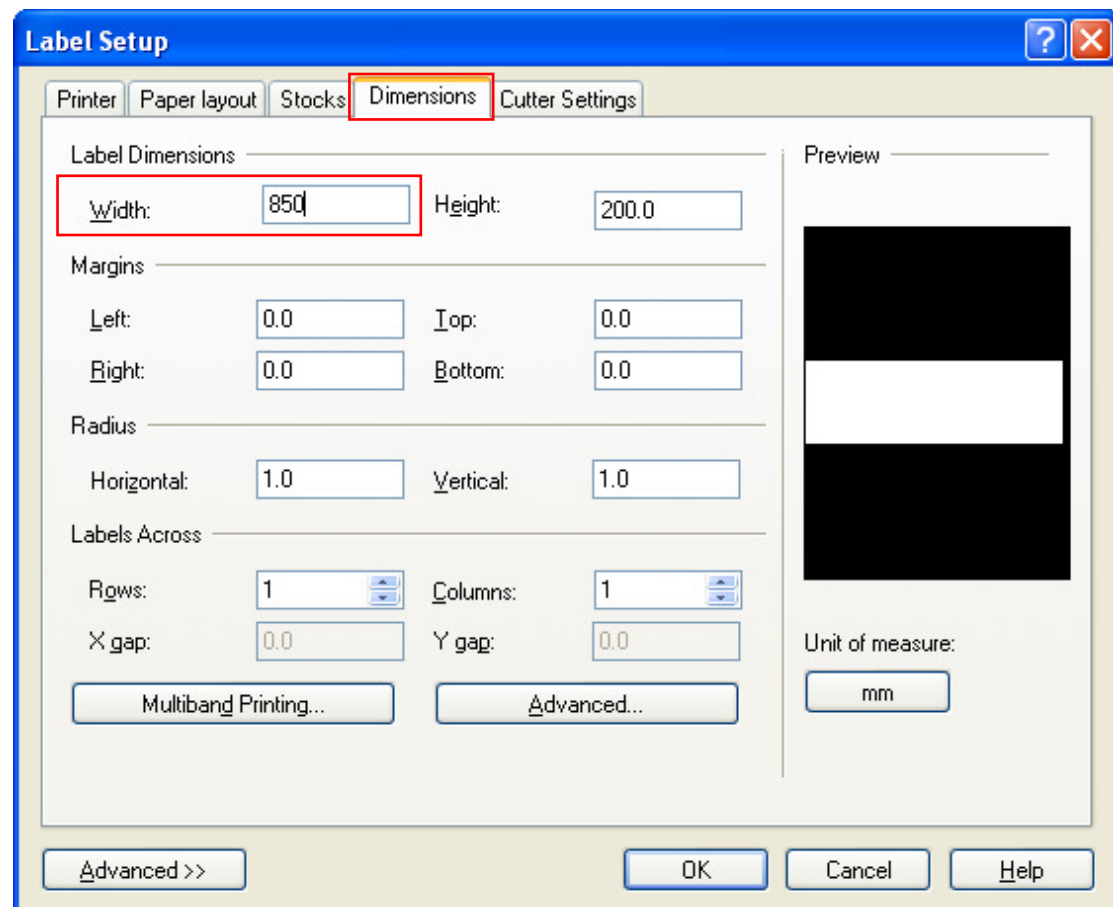 Label Setup
Printer Paper layout Stocks Dimensions Cutter Settings
Label Dimensions
Width: 850 Height: 200.0
Margins
Left: 0.0 Top: 0.0
Right: 0.0 Bottom: 0.0
Radius
Horizontal: 1.0 Vertical: 1.0
Labels Across
Rows: 1 Columns: 1
X gap: 0.0 Y gap: 0.0
Multiband Printing... Advanced...
Preview
Unit of measure:
mm
Advanced >> OK Cancel Help